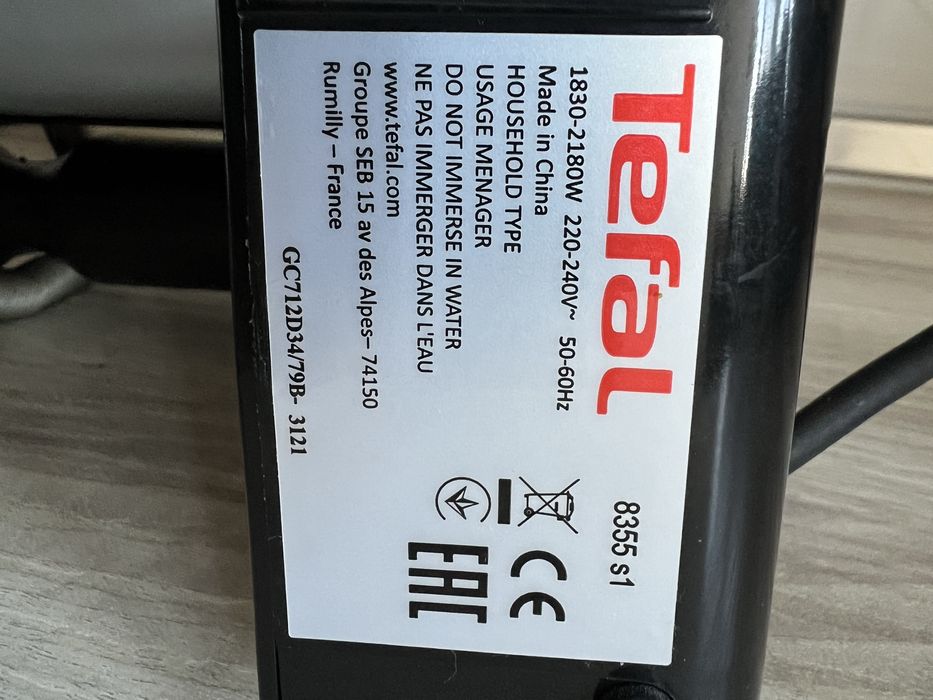 Tefal
8355 s1
1830-2180W 220-240V~ 50-60Hz
Made in China
HOUSEHOLD TYPE
USAGE MENAGER
DO NOT IMMERSE IN WATER
NE PAS IMMERGER DANS L'EAU
www.tefal.com
Groupe SEB 15 av des Alpes– 74150
Rumilly – France
CE
EAC
GC712D34/79B- 3121